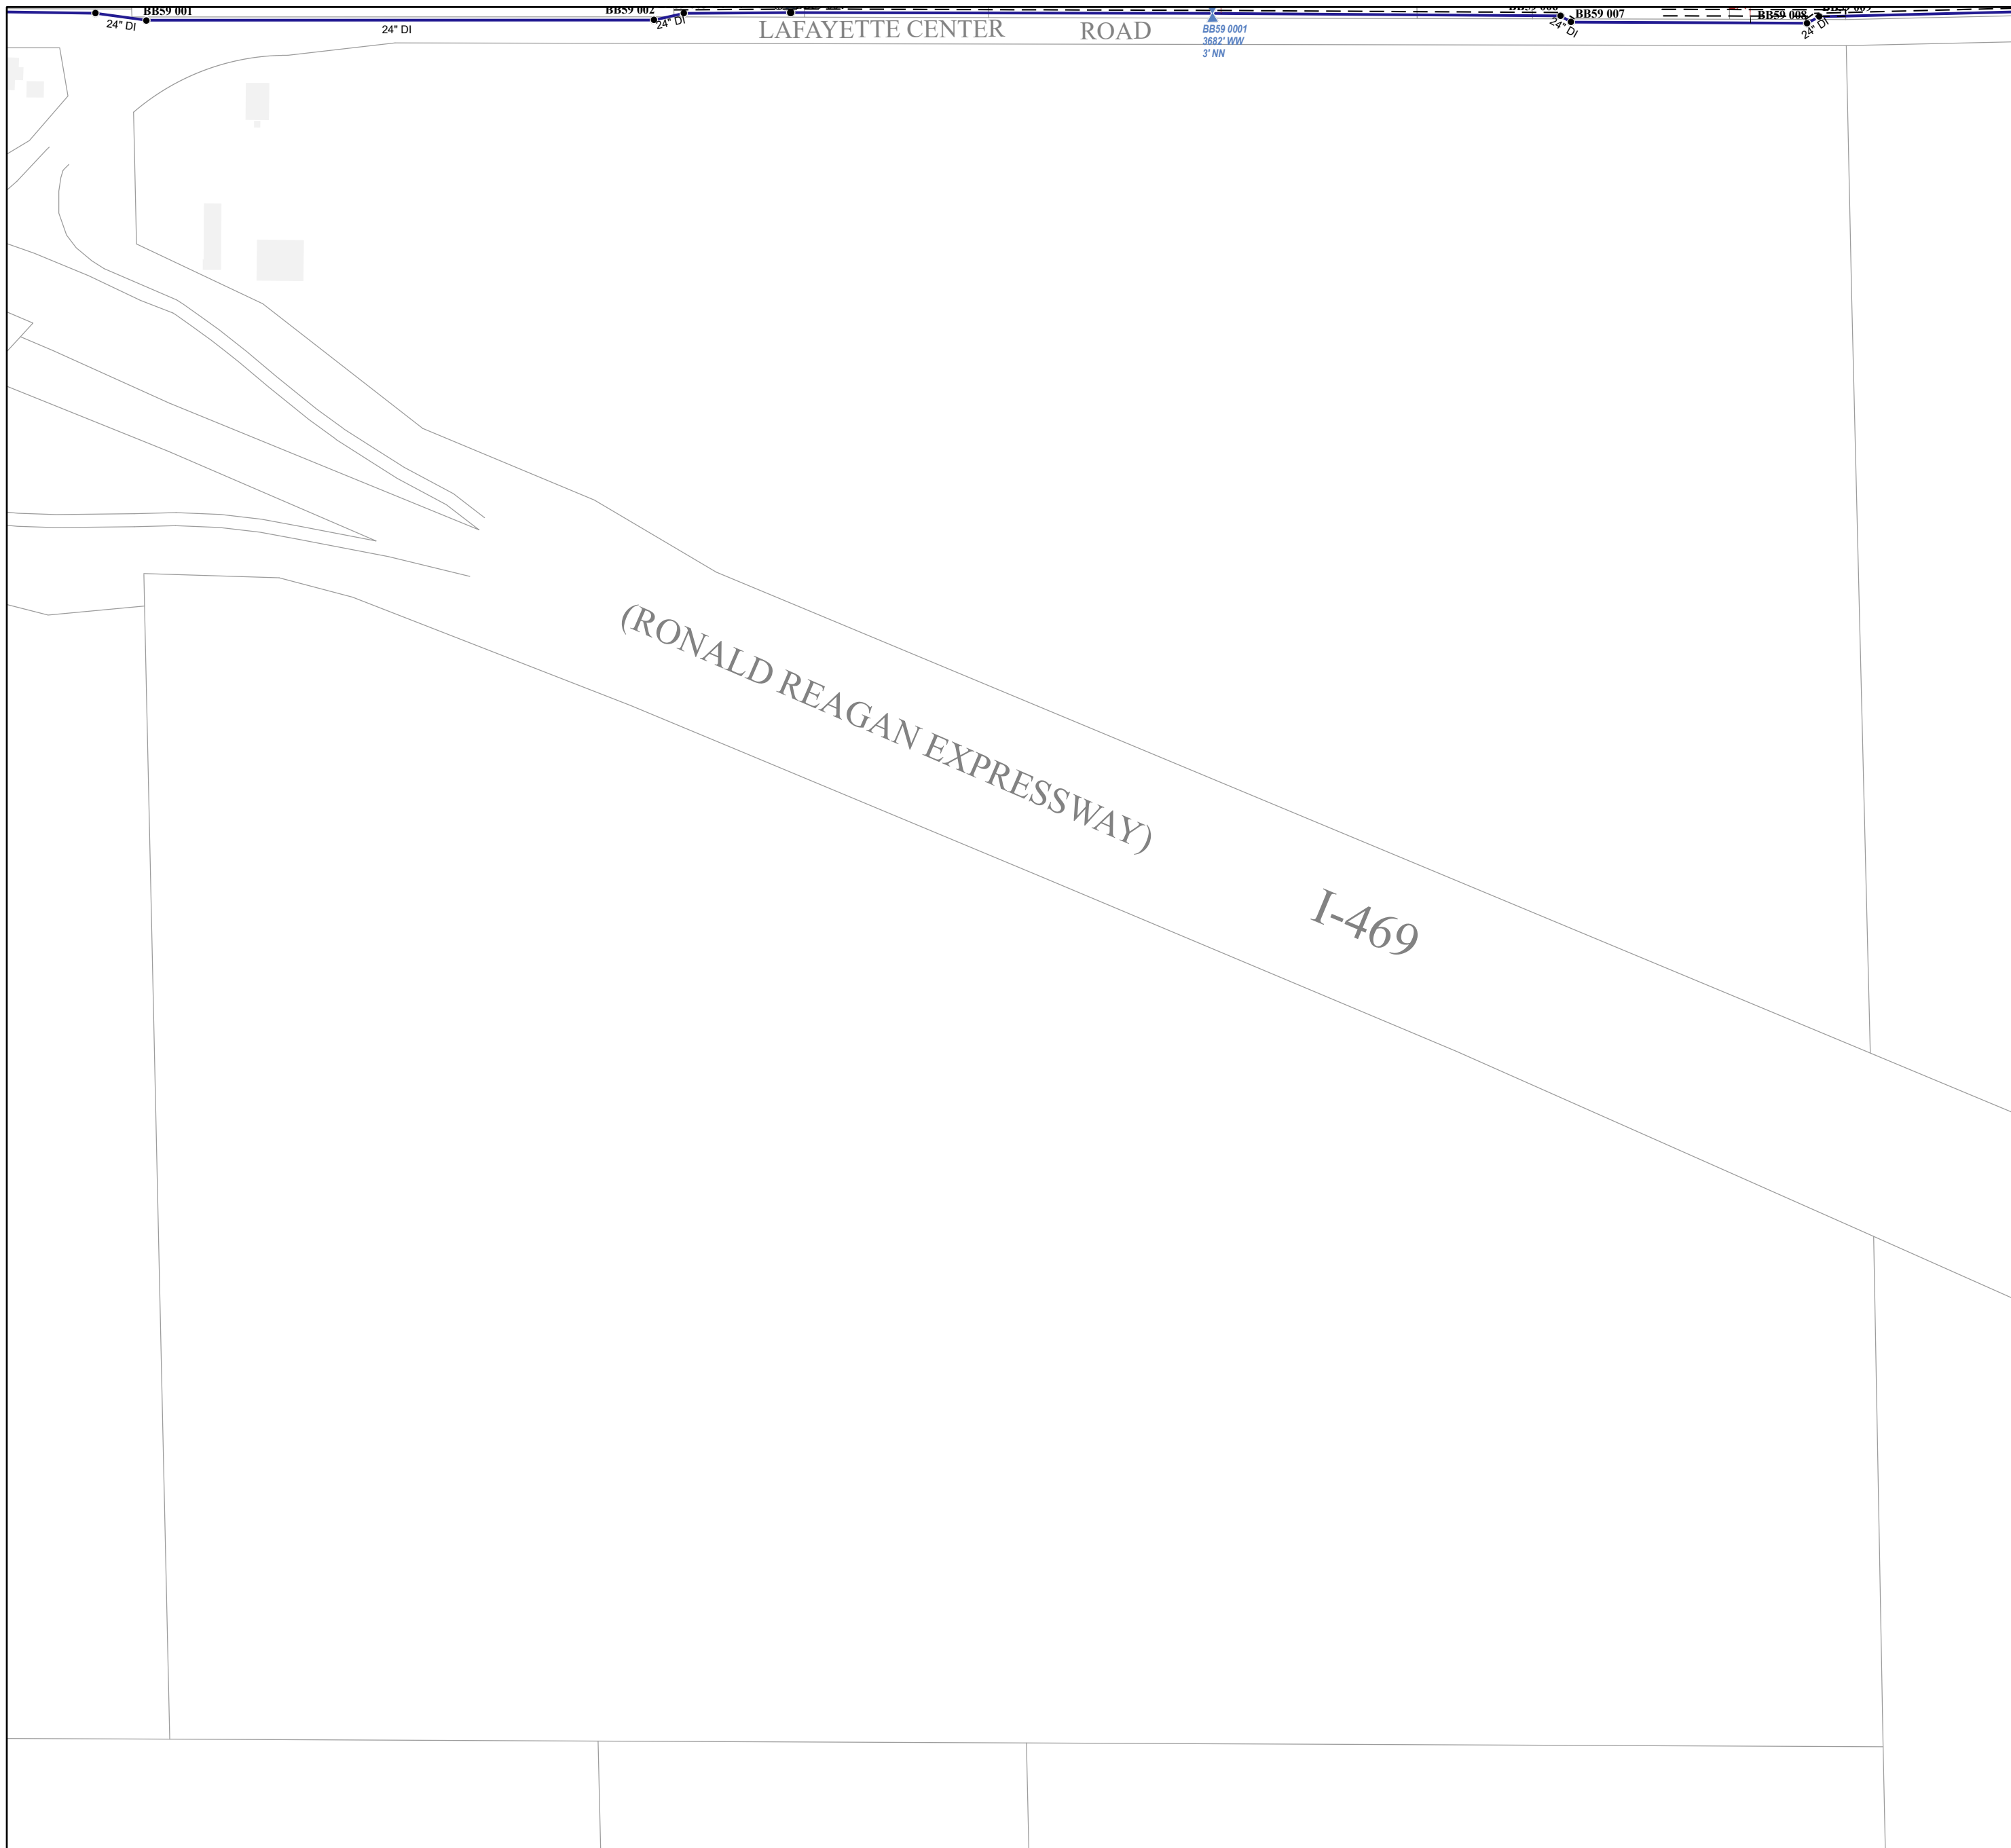 BB59 001
24" DI
24" DI
BB59 002
24" DI
LAFAYETTE CENTER ROAD
BB59 0001
3682' WW
3' NN
24" DI
BB59 007
BB59 008
24" DI
(RONALD REAGAN EXPRESSWAY)
I-469